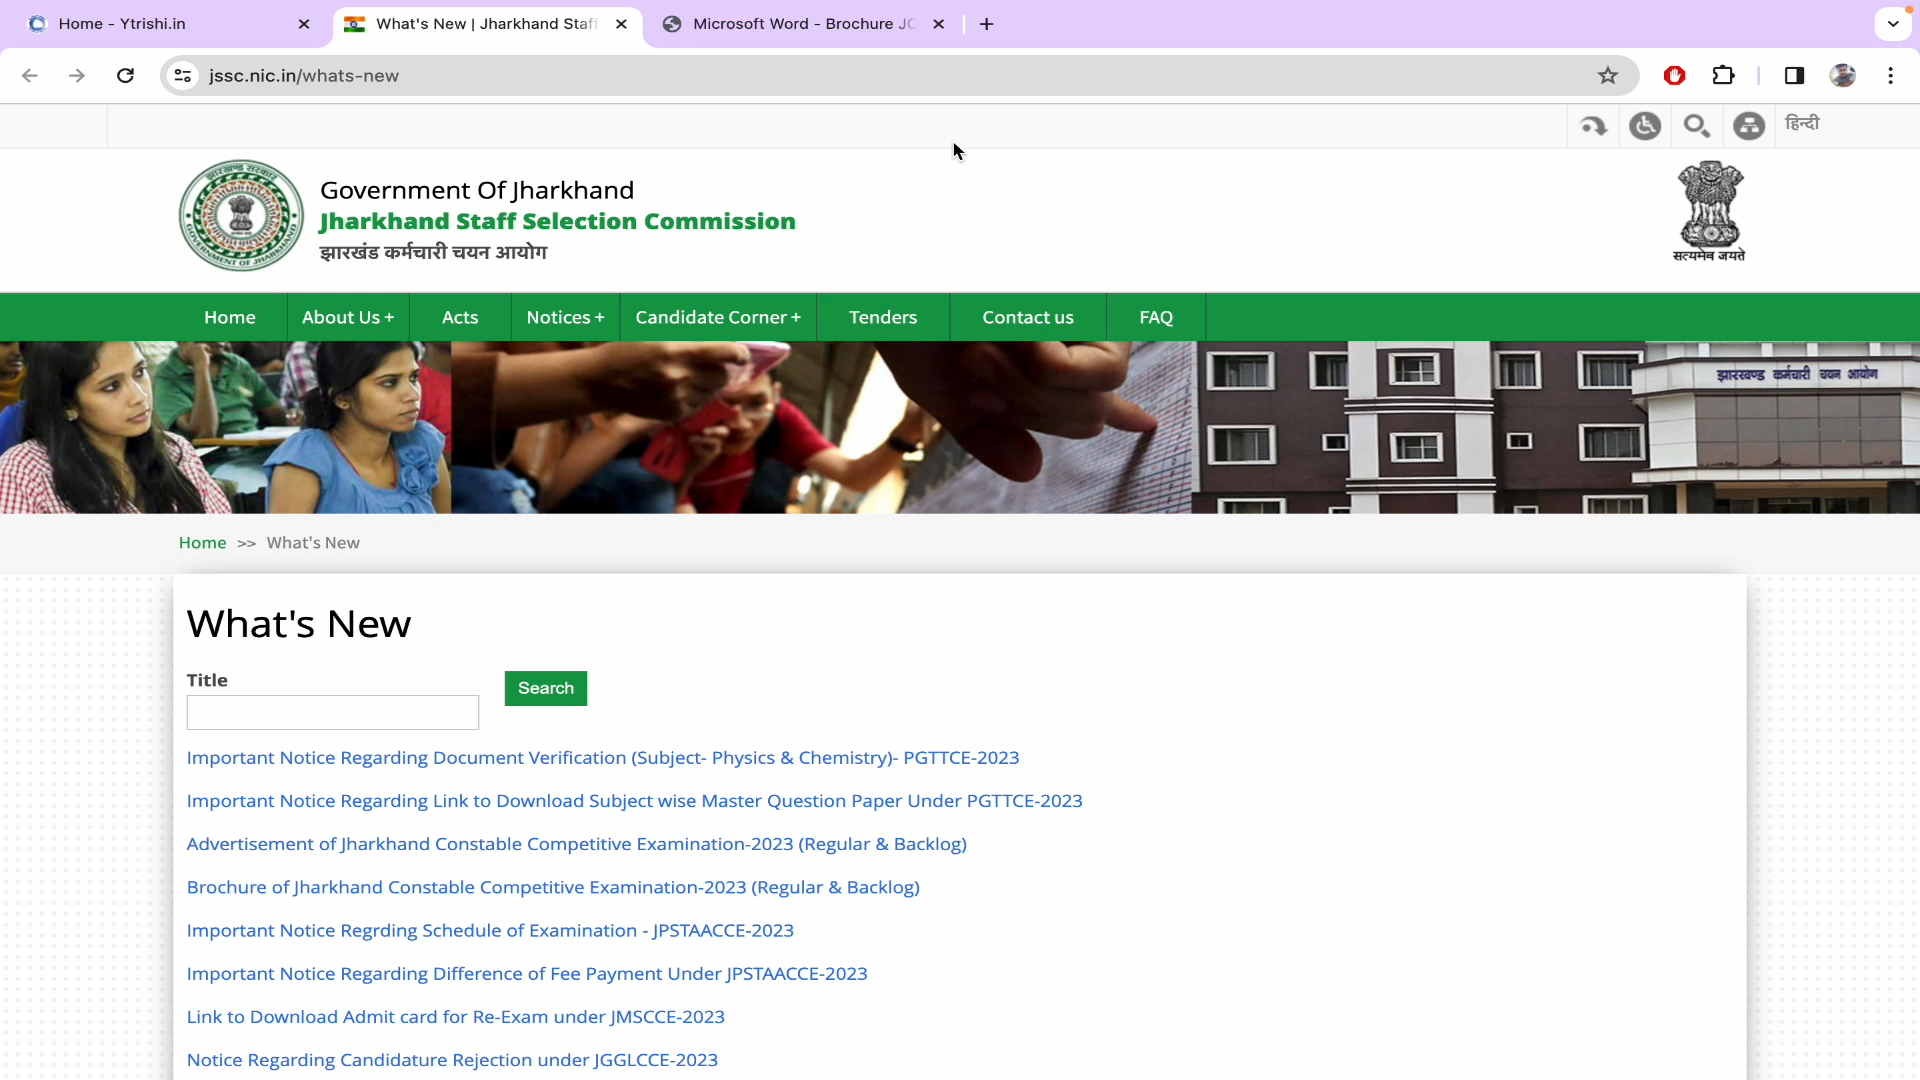 Home - Ytrishi.in
What's New | Jharkhand Staff
Microsoft Word - Brochure JC
jssc.nic.in/whats-new
हिन्दी
Government Of Jharkhand
Jharkhand Staff Selection Commission
झारखंड कर्मचारी चयन आयोग
झारखण्ड सरकार
GOVERNMENT OF JHARKHAND
सत्यमेव जयते
Home
About Us +
Acts
Notices +
Candidate Corner +
Tenders
Contact us
FAQ
झारखण्ड कर्मचारी चयन आयोग
Home >> What's New
What's New
Title
Search
Important Notice Regarding Document Verification (Subject- Physics & Chemistry)- PGTTCE-2023
Important Notice Regarding Link to Download Subject wise Master Question Paper Under PGTTCE-2023
Advertisement of Jharkhand Constable Competitive Examination-2023 (Regular & Backlog)
Brochure of Jharkhand Constable Competitive Examination-2023 (Regular & Backlog)
Important Notice Regrding Schedule of Examination - JPSTAACCE-2023
Important Notice Regarding Difference of Fee Payment Under JPSTAACCE-2023
Link to Download Admit card for Re-Exam under JMSCCE-2023
Notice Regarding Candidature Rejection under JGGLCCE-2023